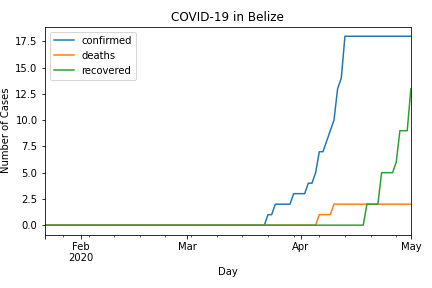 COVID-19 in Belize
confirmed
deaths
recovered
Number of Cases
17.5
15.0
12.5
10.0
7.5
5.0
2.5
0.0
Feb
2020
Mar
Apr
May
Day